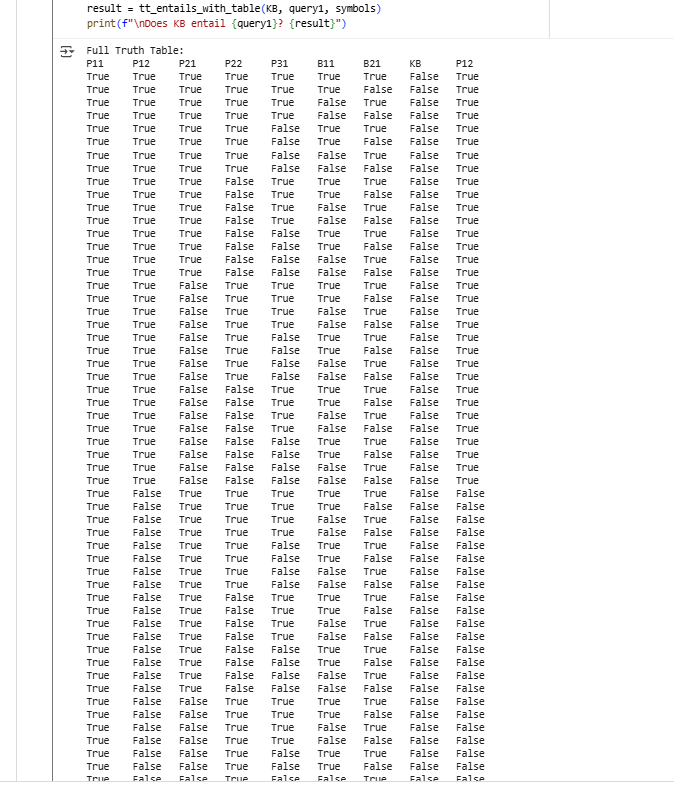 result = tt_entails_with_table(KB, query1, symbols)
print(f"\nDoes KB entail {query1}? {result}")
Full Truth Table:
P11 P12 P21 P22 P31 B11 B21 KB P12
True True True True True True True False True
True True True True True True False False True
True True True True True False True False True
True True True True True False False False True
True True True True False True True False True
True True True True False True False False True
True True True True False False True False True
True True True True False False False False True
True True True False True True True False True
True True True False True True False False True
True True True False True False True False True
True True True False True False False False True
True True True False False True True False True
True True True False False True False False True
True True True False False False True False True
True True True False False False False False True
True True False True True True True False True
True True False True True True False False True
True True False True True False True False True
True True False True True False False False True
True True False True False True True False True
True True False True False True False False True
True True False True False False True False True
True True False True False False False False True
True True False False True True True False True
True True False False True True False False True
True True False False True False True False True
True True False False True False False False True
True True False False False True True False True
True True False False False True False False True
True True False False False False True False True
True True False False False False False False True
True False True True True True True False False
True False True True True True False False False
True False True True True False True False False
True False True True True False False False False
True False True True False True True False False
True False True True False True False False False
True False True True False False True False False
True False True True False False False False False
True False True False True True True False False
True False True False True True False False False
True False True False True False True False False
True False True False True False False False False
True False True False False True True False False
True False True False False True False False False
True False True False False False True False False
True False True False False False False False False
True False False True True True True False False
True False False True True True False False False
True False False True True False True False False
True False False True True False False False False
True False False True False True True False False
True False False True False True False False False
True False False True False False True False False